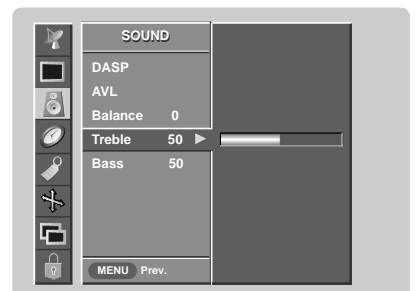 SOUND
DASP
AVL
Balance 0
Treble 50 ▶
Bass 50
MENU Prev.